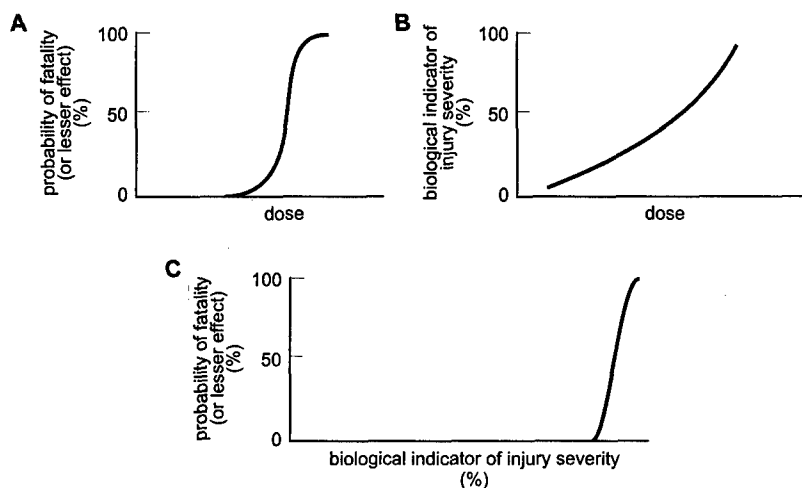 A
probability of fatality
(or lesser effect)
(%)
100
50
0
dose
B
biological indicator of
injury severity
(%)
100
50
0
dose
C
probability of fatality
(or lesser effect)
(%)
100
50
0
biological indicator of injury severity
(%)